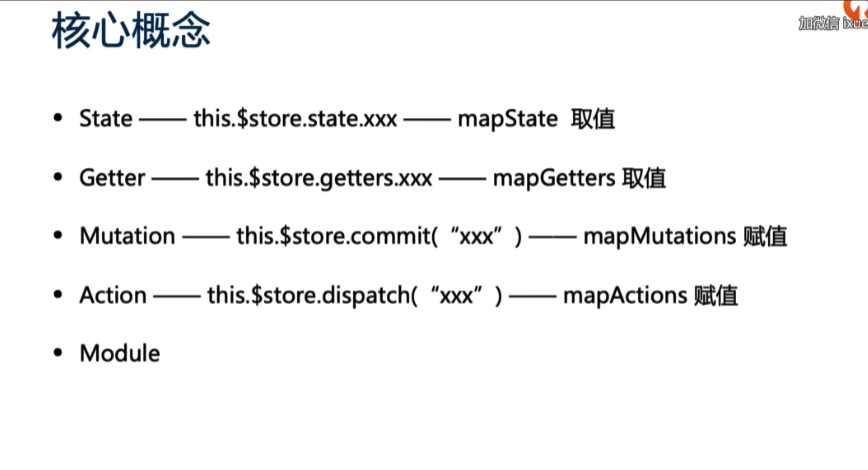 核心概念
加微信 ixue
• State —— this.$store.state.xxx —— mapState 取值
• Getter —— this.$store.getters.xxx —— mapGetters 取值
• Mutation —— this.$store.commit(“xxx”) —— mapMutations 赋值
• Action —— this.$store.dispatch(“xxx”) —— mapActions 赋值
• Module